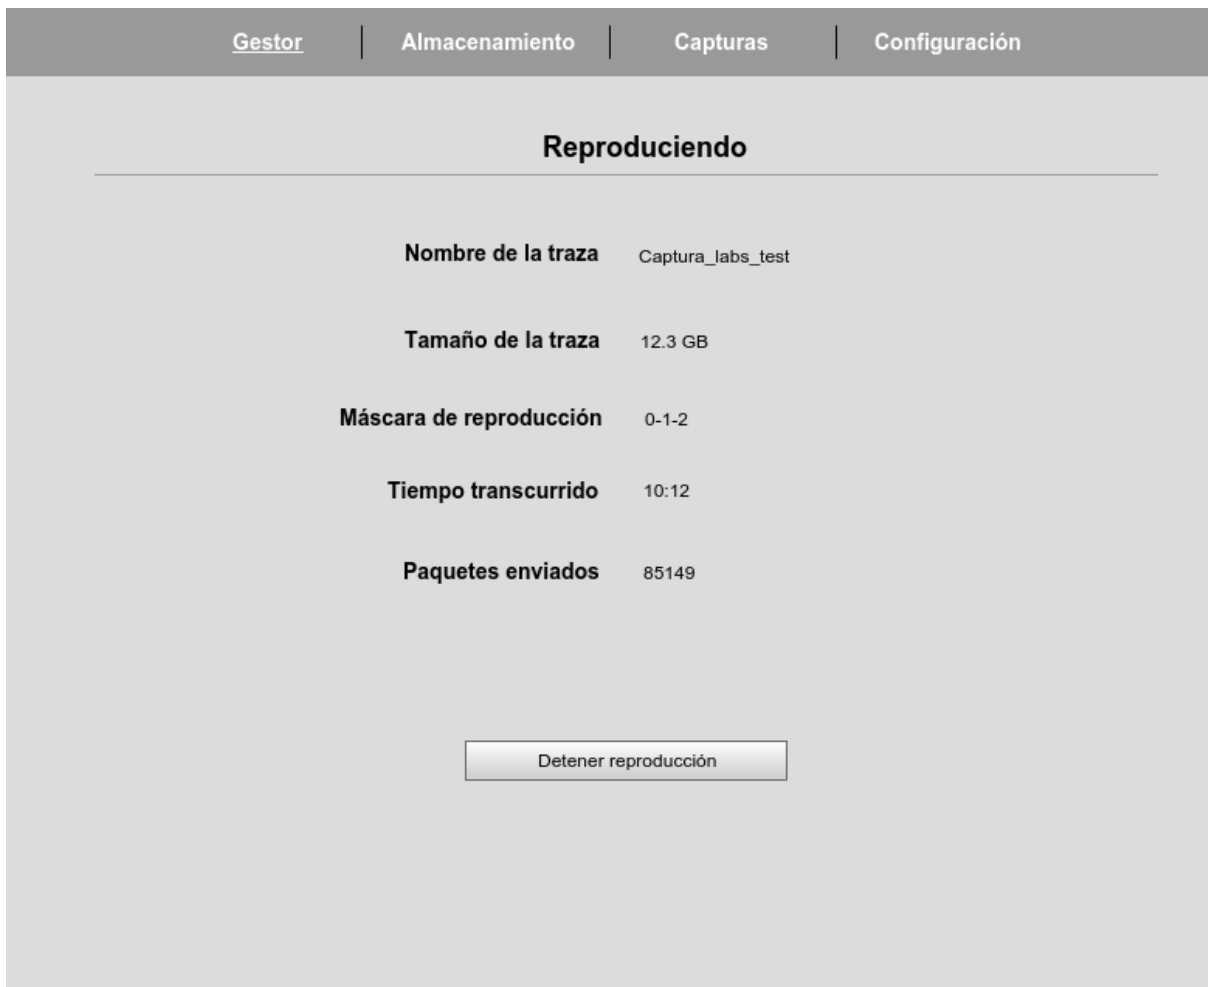 Gestor Almacenamiento Capturas Configuración
Reproduciendo
Nombre de la traza Captura_labs_test
Tamaño de la traza 12.3 GB
Máscara de reproducción 0-1-2
Tiempo transcurrido 10:12
Paquetes enviados 85149
Detener reproducción